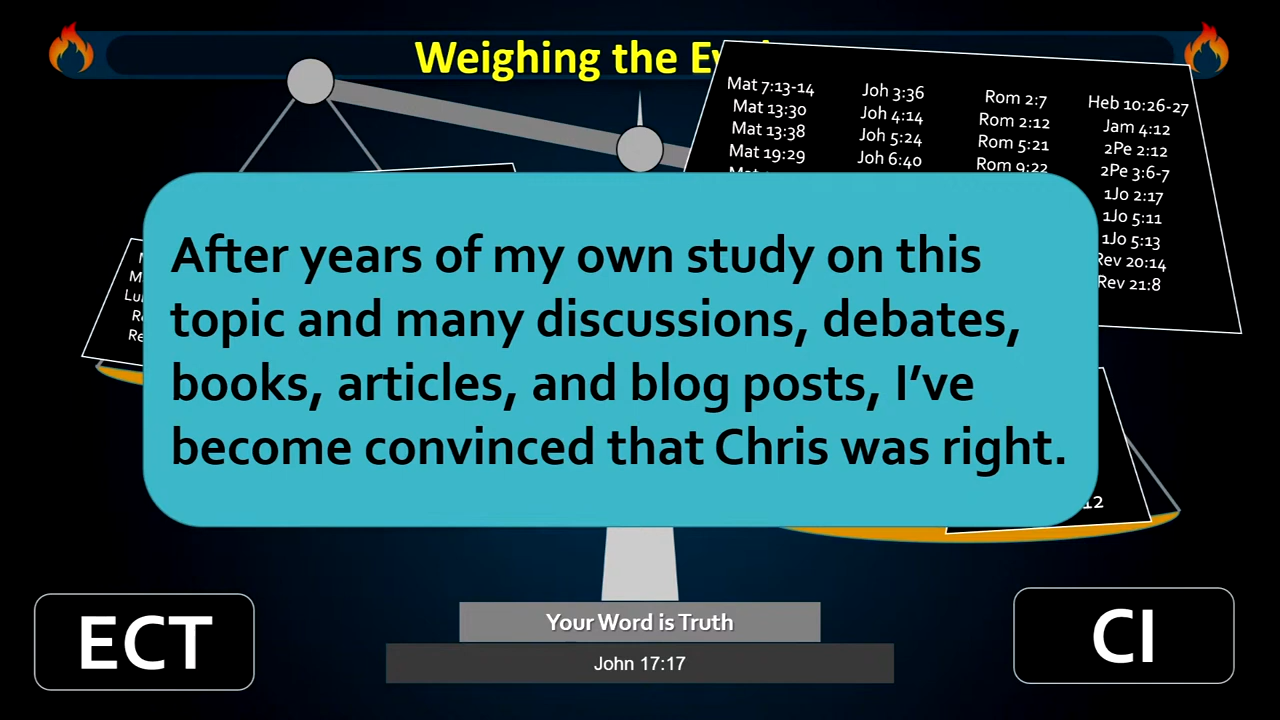 Weighing the Ev
Mat 7:13-14
Mat 13:30
Mat 13:38
Mat 19:29
Joh 3:36
Joh 4:14
Joh 5:24
Joh 6:40
Rom 2:7
Rom 2:12
Rom 5:21
Rom 9:22
Heb 10:26-27
Jam 4:12
2Pe 2:12
2Pe 3:6-7
1Jo 2:17
1Jo 5:11
1Jo 5:13
Rev 20:14
Rev 21:8
After years of my own study on this
topic and many discussions, debates,
books, articles, and blog posts, I’ve
become convinced that Chris was right.
12
ECT
CI
Your Word is Truth
John 17:17